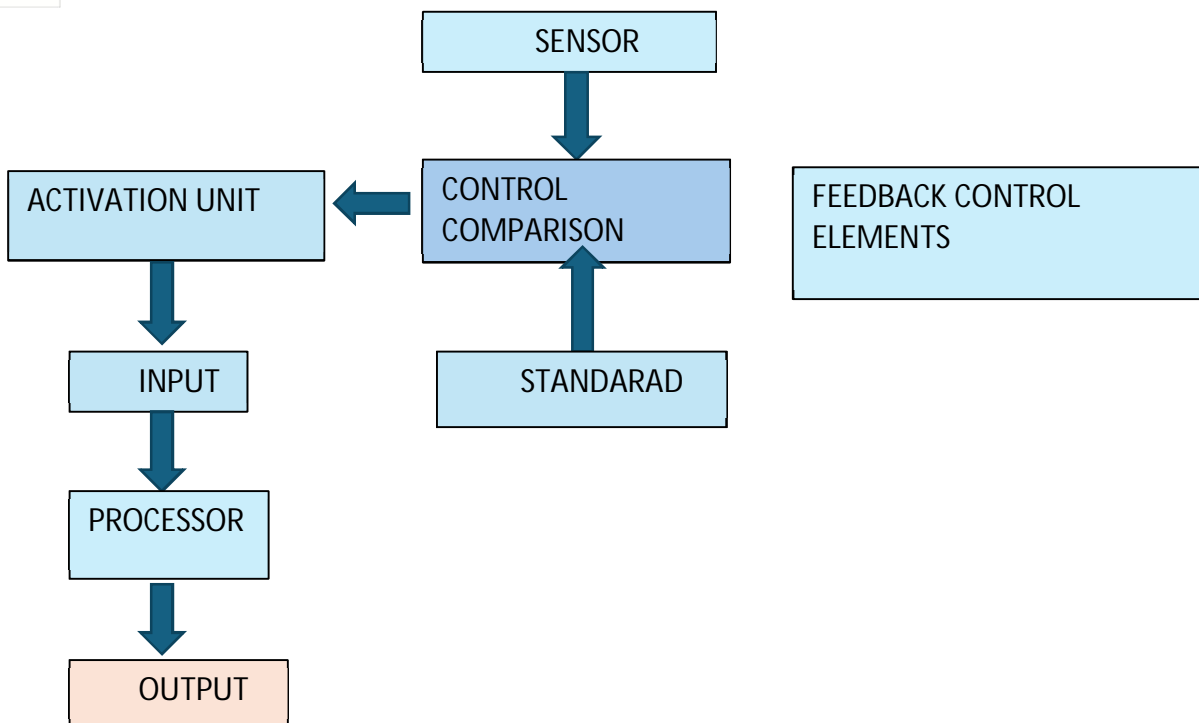 SENSOR
ACTIVATION UNIT
CONTROL
COMPARISON
FEEDBACK CONTROL
ELEMENTS
INPUT
STANDARAD
PROCESSOR
OUTPUT